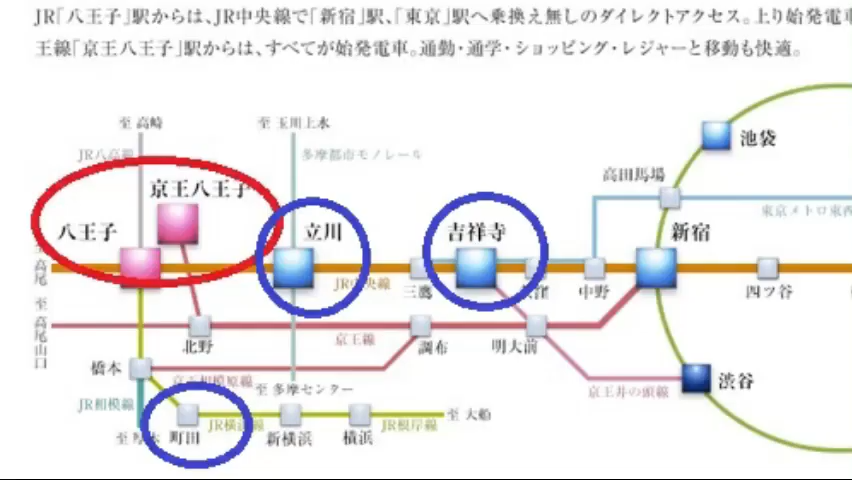 JR「八王子」駅からは、JR中央線で「新宿」駅、「東京」駅へ乗換え無しのダイレクトアクセス。上り始発電車
王線「京王八王子」駅からは、すべてが始発電車。通勤・通学・ショッピング・レジャーと移動も快適。
至 高崎
至 玉川上水
JR八高線
多摩都市モノレール
池袋
高田馬場
京王八王子
東京メトロ東西
八王子
立川
吉祥寺
新宿
高尾
JR中央線
三鷹
中野
四ツ谷
至 高尾山口
北野
京王線
調布
明大前
橋本
京王相模原線
至 多摩センター
京王井の頭線
渋谷
JR相模線
至 厚木
町田
JR横浜線
新横浜
横浜
JR根岸線
至 大船